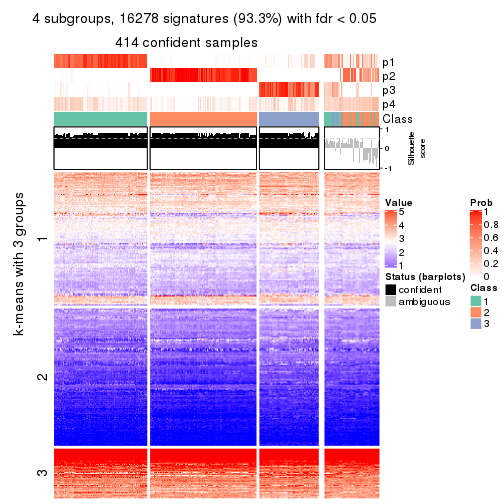 4 subgroups, 16278 signatures (93.3%) with fdr < 0.05
414 confident samples
p1
p2
p3
p4
Class
1
0
-1
Silhouette
score
k-means with 3 groups
1
2
3
Value
5
4
3
2
1
Status (barplots)
confident
ambiguous
Prob
1
0.8
0.6
0.4
0.2
0
Class
1
2
3